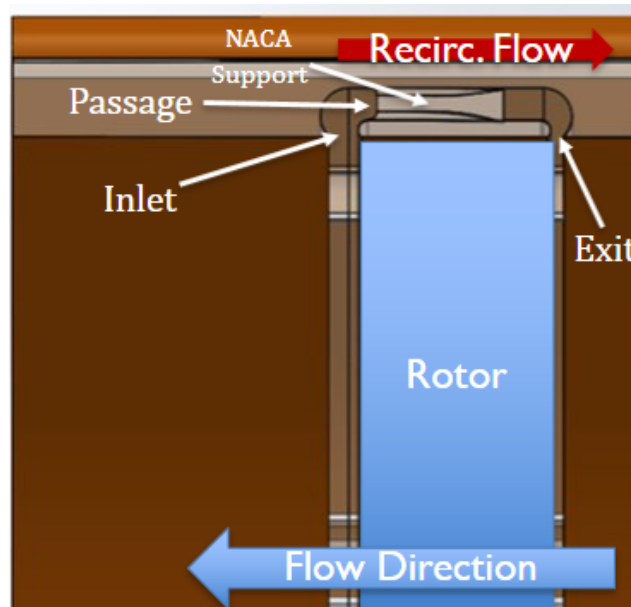 NACA
Recirc. Flow
Support
Passage
Inlet
Exit
Rotor
Flow Direction